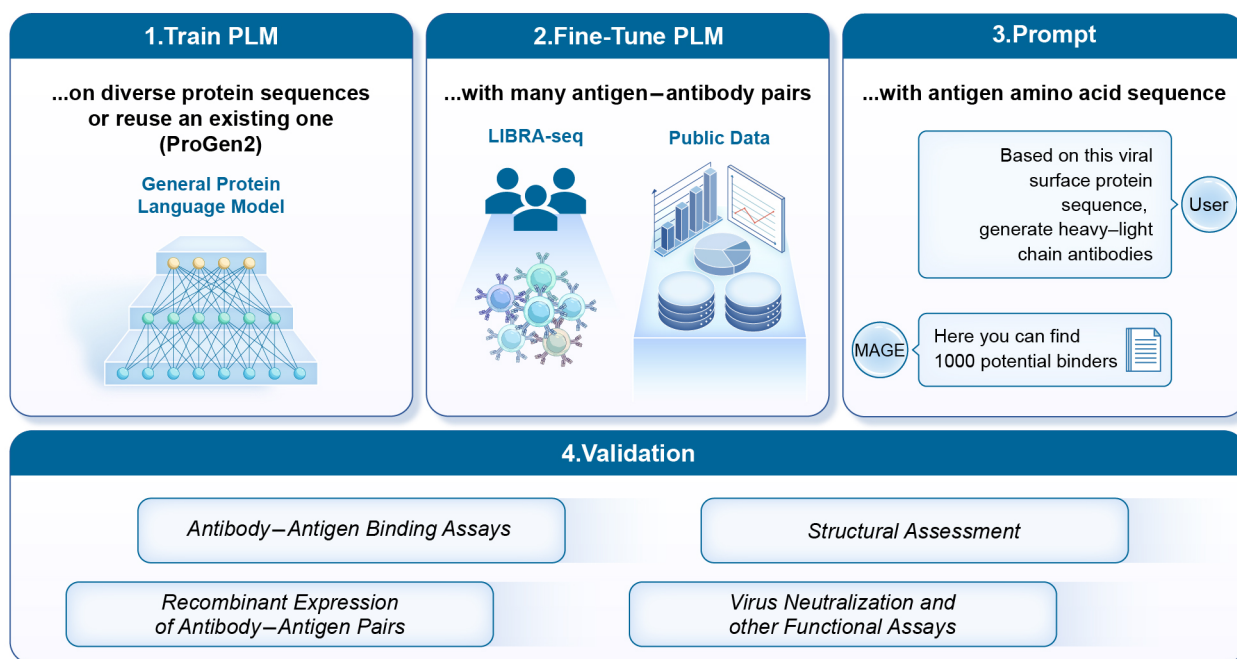 1.Train PLM
...on diverse protein sequences
or reuse an existing one
(ProGen2)
General Protein
Language Model
2.Fine-Tune PLM
...with many antigen–antibody pairs
LIBRA-seq
Public Data
3.Prompt
...with antigen amino acid sequence
Based on this viral
surface protein
sequence,
generate heavy–light
chain antibodies
User
MAGE
Here you can find
1000 potential binders
4.Validation
Antibody–Antigen Binding Assays
Structural Assessment
Recombinant Expression
of Antibody–Antigen Pairs
Virus Neutralization and
other Functional Assays